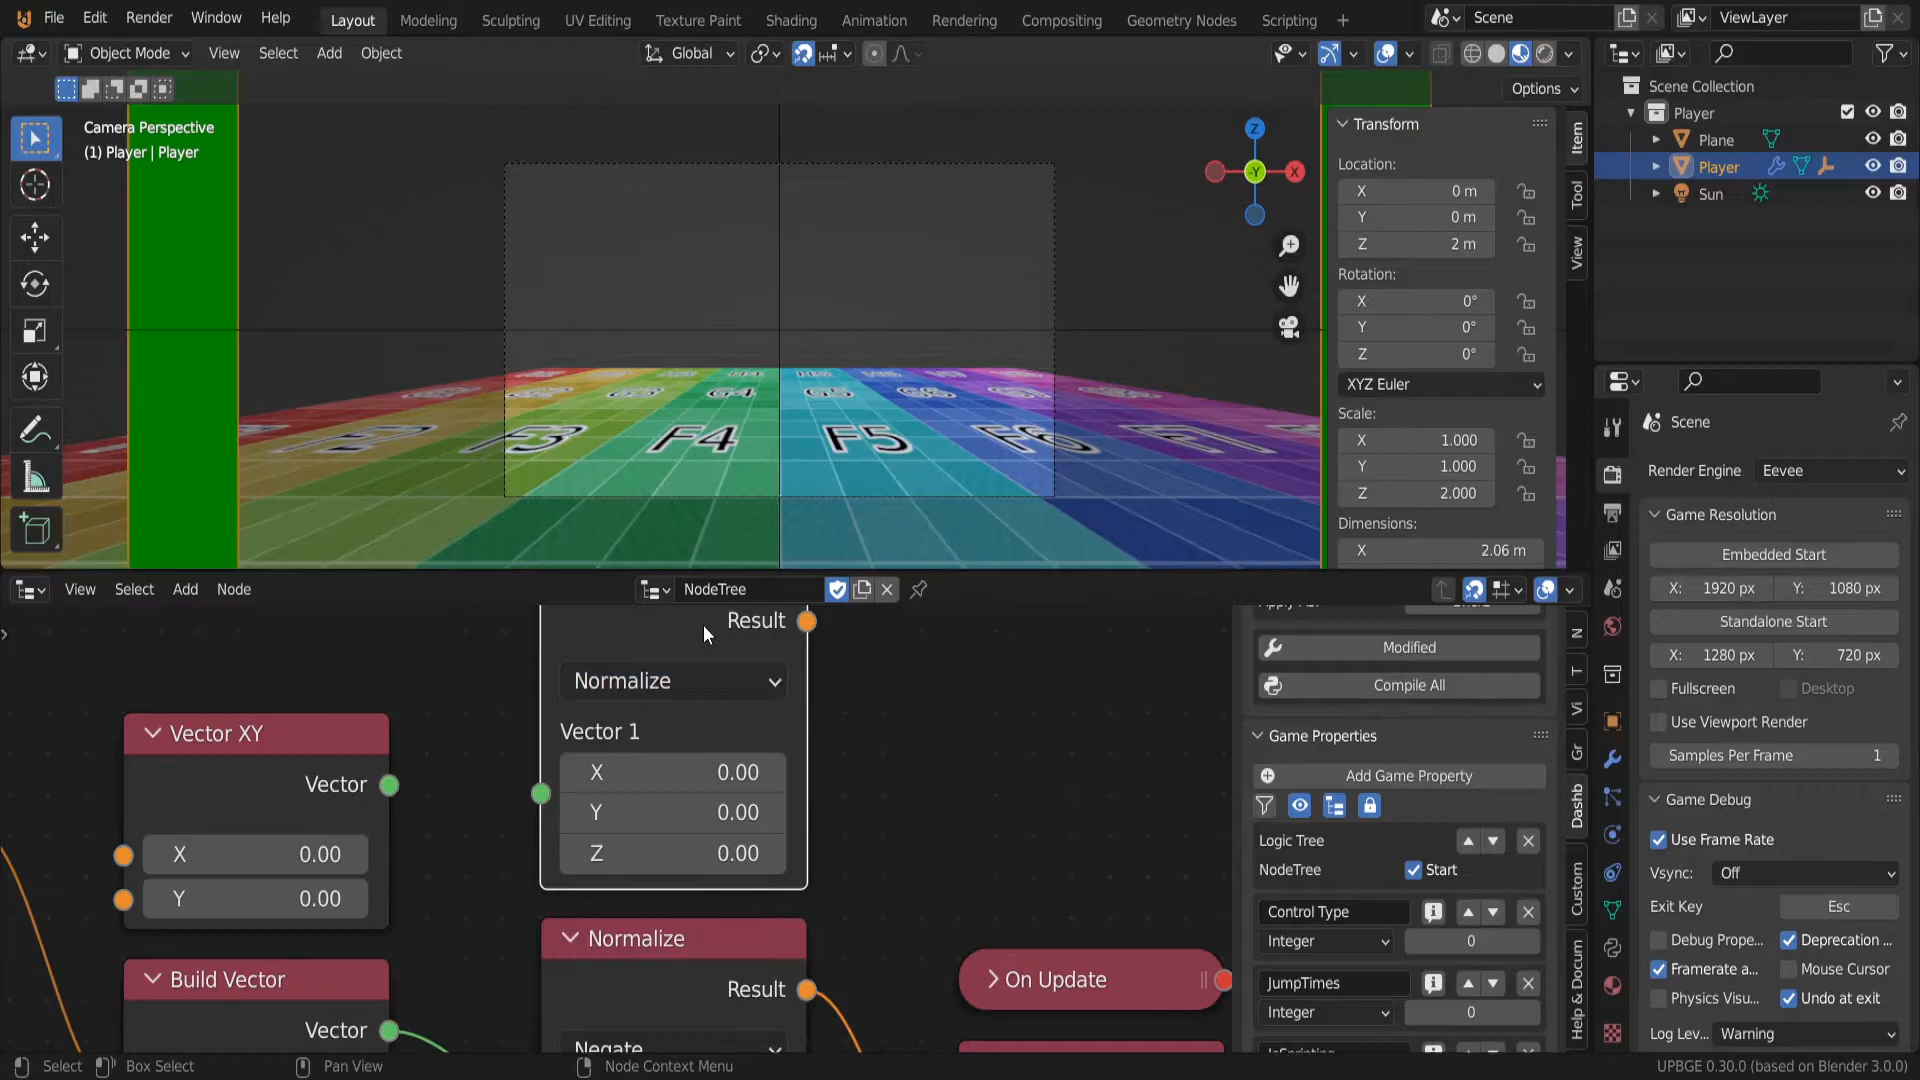 File Edit Render Window Help Layout Modeling Sculpting UV Editing Texture Paint Shading Animation Rendering Compositing Geometry Nodes Scripting + Scene ViewLayer
Object Mode View Select Add Object Global
Options
Camera Perspective
(1) Player | Player
Z
-Y
X
F3 F4 F5 F6
G4 G5
Transform
Location:
X 0 m
Y 0 m
Z 2 m
Rotation:
X 0°
Y 0°
Z 0°
XYZ Euler
Scale:
X 1.000
Y 1.000
Z 2.000
Dimensions:
X 2.06 m
Item
Tool
View
Scene Collection
Player
Plane
Player
Sun
Scene
Render Engine Eevee
Game Resolution
Embedded Start
X: 1920 px Y: 1080 px
Standalone Start
X: 1280 px Y: 720 px
Fullscreen Desktop
Use Viewport Render
Samples Per Frame 1
Game Debug
Use Frame Rate
Vsync: Off
Exit Key Esc
Debug Prope... Deprecation ...
Framerate a... Mouse Cursor
Physics Visu... Undo at exit
Log Lev... Warning
View Select Add Node NodeTree
Result
Normalize
Vector 1
X 0.00
Y 0.00
Z 0.00
Vector XY
Vector
X 0.00
Y 0.00
Build Vector
Vector
Normalize
Result
Negate
On Update
Modified
Compile All
Game Properties
Add Game Property
Logic Tree
NodeTree Start
Control Type
Integer 0
JumpTimes
Integer 0
N
T
Vi
Gr
Dashb
Custom
Help & Docum
Select Box Select Pan View Node Context Menu UPBGE 0.30.0 (based on Blender 3.0.0)